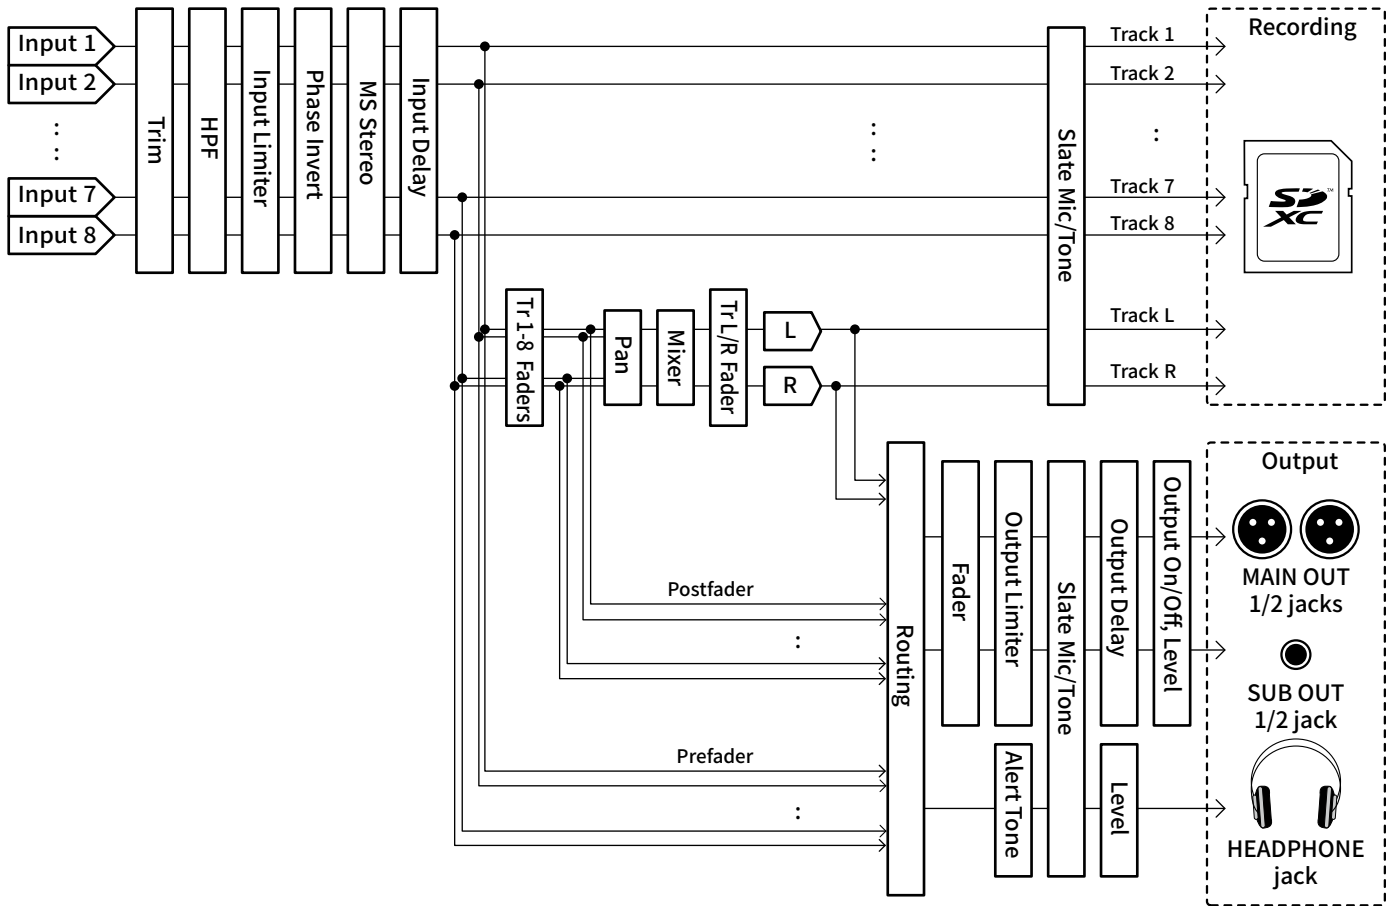 Input 1
Input 2
Input 7
Input 8
Trim
HPF
Input Limiter
Phase Invert
MS Stereo
Input Delay
Slate Mic/Tone
Track 1
Track 2
Track 7
Track 8
Track L
Track R
Recording
SD
XC
™
Tr 1-8 Faders
Pan
Mixer
Tr L/R Fader
L
R
Postfader
Prefader
Routing
Fader
Output Limiter
Slate Mic/Tone
Output Delay
Output On/Off, Level
Alert Tone
Level
Output
MAIN OUT
1/2 jacks
SUB OUT
1/2 jack
HEADPHONE
jack